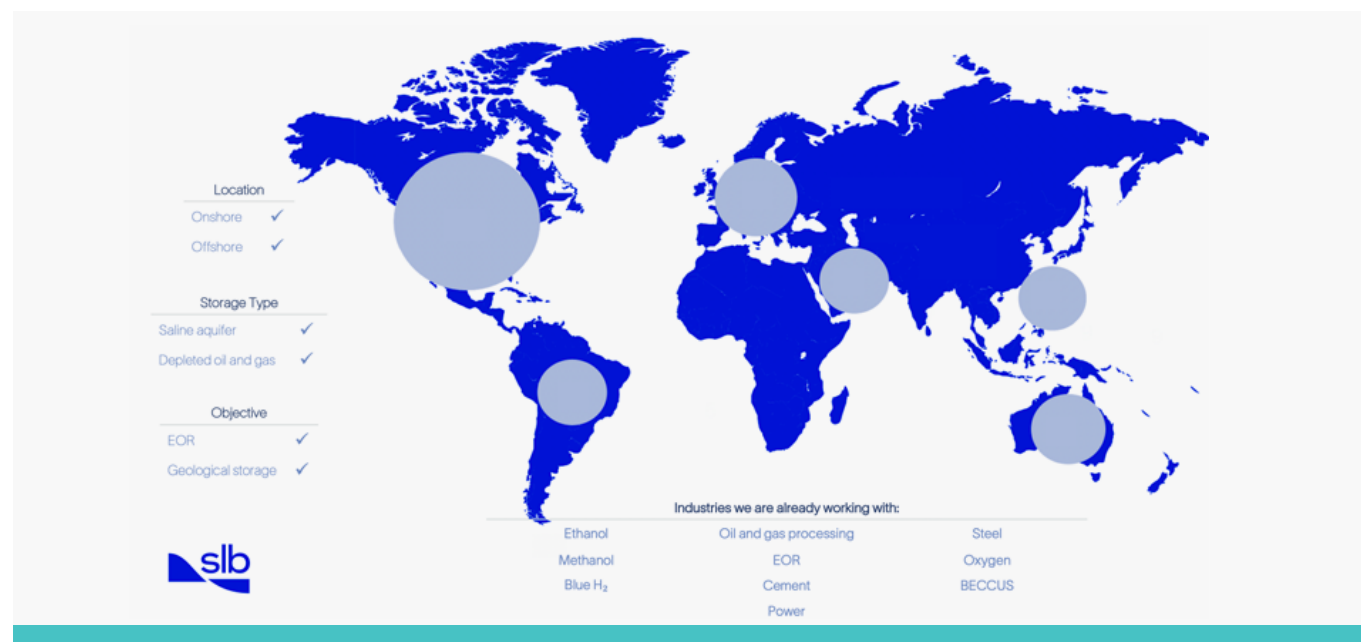 Location
Onshore ✓
Offshore ✓
Storage Type
Saline aquifer ✓
Depleted oil and gas ✓
Objective
EOR ✓
Geological storage ✓
slb
Industries we are already working with:
Ethanol Oil and gas processing Steel
Methanol EOR Oxygen
Blue H₂ Cement BECCUS
Power